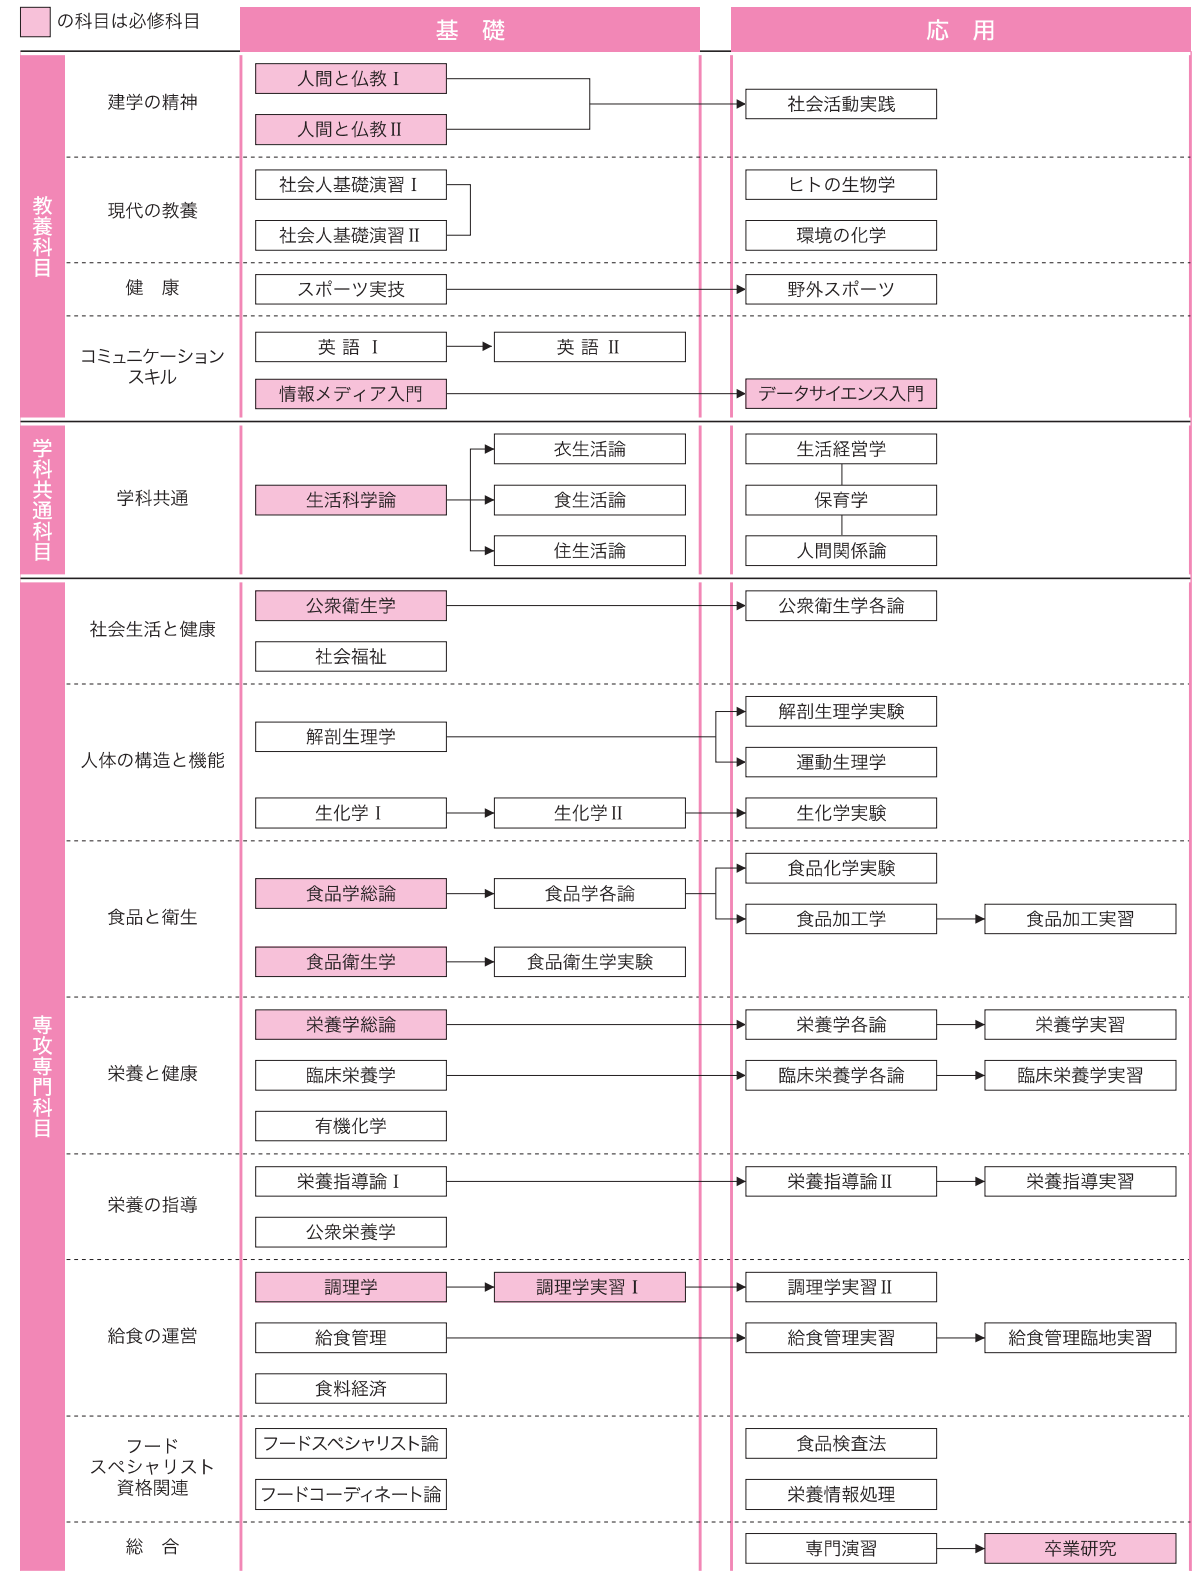 の科目は必修科目
基　礎
応　用
教養科目
建学の精神
人間と仏教 I
人間と仏教 II
社会活動実践
現代の教養
社会人基礎演習 I
社会人基礎演習 II
ヒトの生物学
環境の化学
健　康
スポーツ実技
野外スポーツ
コミュニケーション
スキル
英 語　I
英 語　II
情報メディア入門
データサイエンス入門
学科共通科目
学科共通
生活科学論
衣生活論
食生活論
住生活論
生活経営学
保育学
人間関係論
専攻専門科目
社会生活と健康
公衆衛生学
公衆衛生学各論
社会福祉
人体の構造と機能
解剖生理学
解剖生理学実験
運動生理学
生化学 I
生化学 II
生化学実験
食品と衛生
食品学総論
食品学各論
食品化学実験
食品加工学
食品加工実習
食品衛生学
食品衛生学実験
栄養と健康
栄養学総論
栄養学各論
栄養学実習
臨床栄養学
臨床栄養学各論
臨床栄養学実習
有機化学
栄養の指導
栄養指導論 I
栄養指導論 II
栄養指導実習
公衆栄養学
給食の運営
調理学
調理学実習 I
調理学実習 II
給食管理
給食管理実習
給食管理臨地実習
食料経済
フード
スペシャリスト
資格関連
フードスペシャリスト論
フードコーディネート論
食品検査法
栄養情報処理
総　合
専門演習
卒業研究